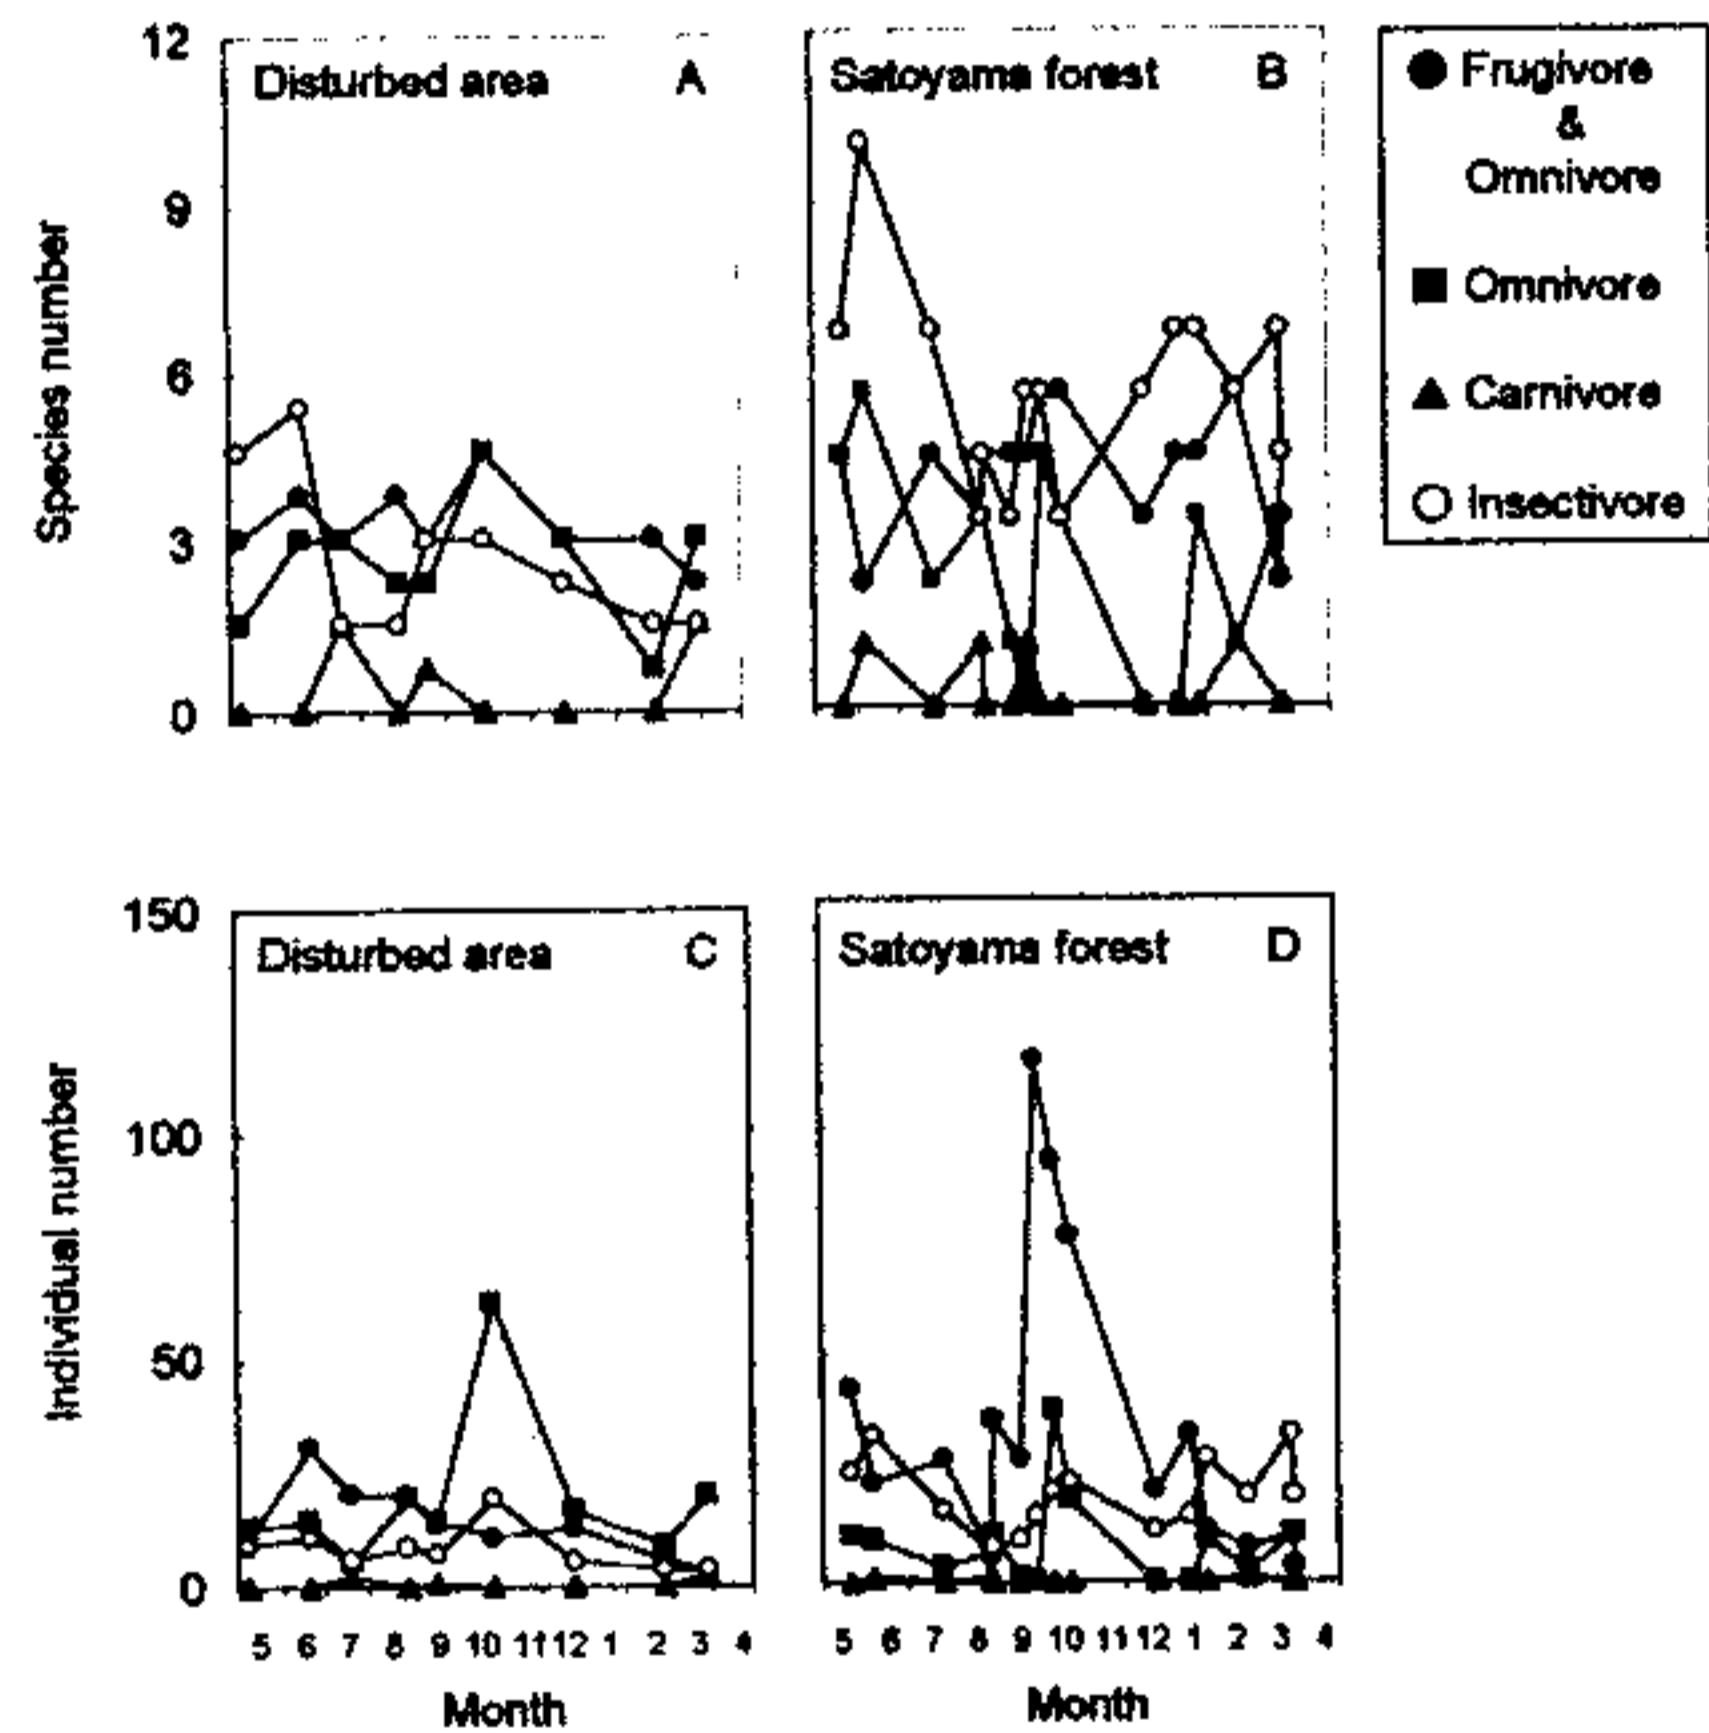 12
9
6
3
0
Species number
Disturbed area A
Satoyama forest B
Frugivore
&
Omnivore
Omnivore
Carnivore
Insectivore
150
100
50
0
Individual number
Disturbed area C
Satoyama forest D
5 6 7 8 9 10 11 12 1 2 3 4
Month
5 6 7 8 9 10 11 12 1 2 3 4
Month